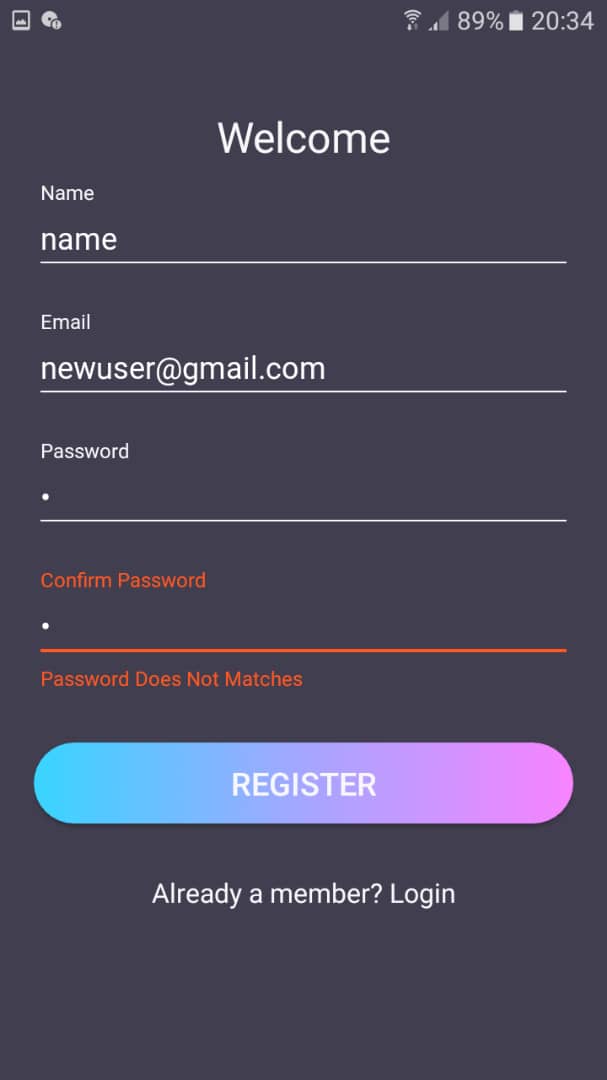 89% 20:34
Welcome
Name
name
Email
newuser@gmail.com
Password
•
Confirm Password
•
Password Does Not Matches
REGISTER
Already a member? Login